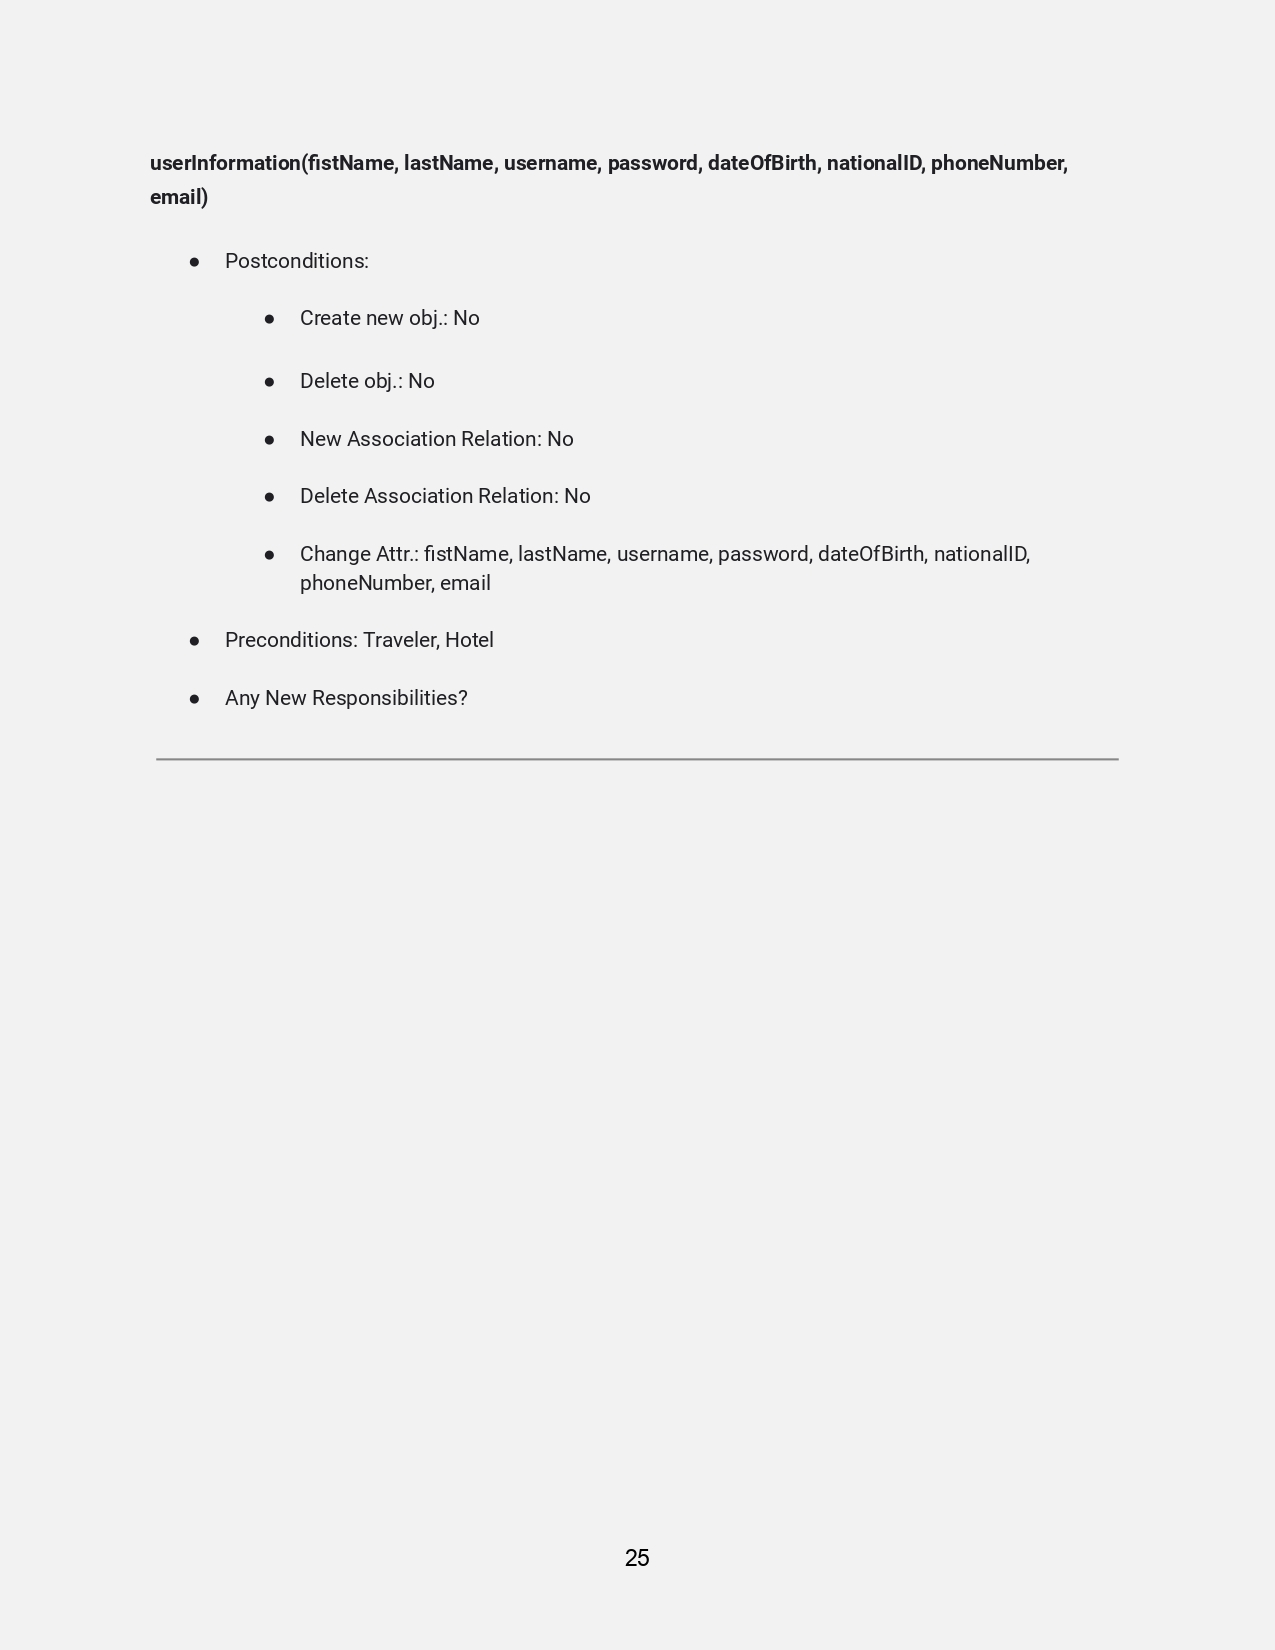 userInformation(fistName, lastName, username, password, dateOfBirth, nationalID, phoneNumber,
email)
● Postconditions:
● Create new obj.: No
● Delete obj.: No
● New Association Relation: No
● Delete Association Relation: No
● Change Attr.: fistName, lastName, username, password, dateOfBirth, nationalID,
phoneNumber, email
● Preconditions: Traveler, Hotel
● Any New Responsibilities?
25